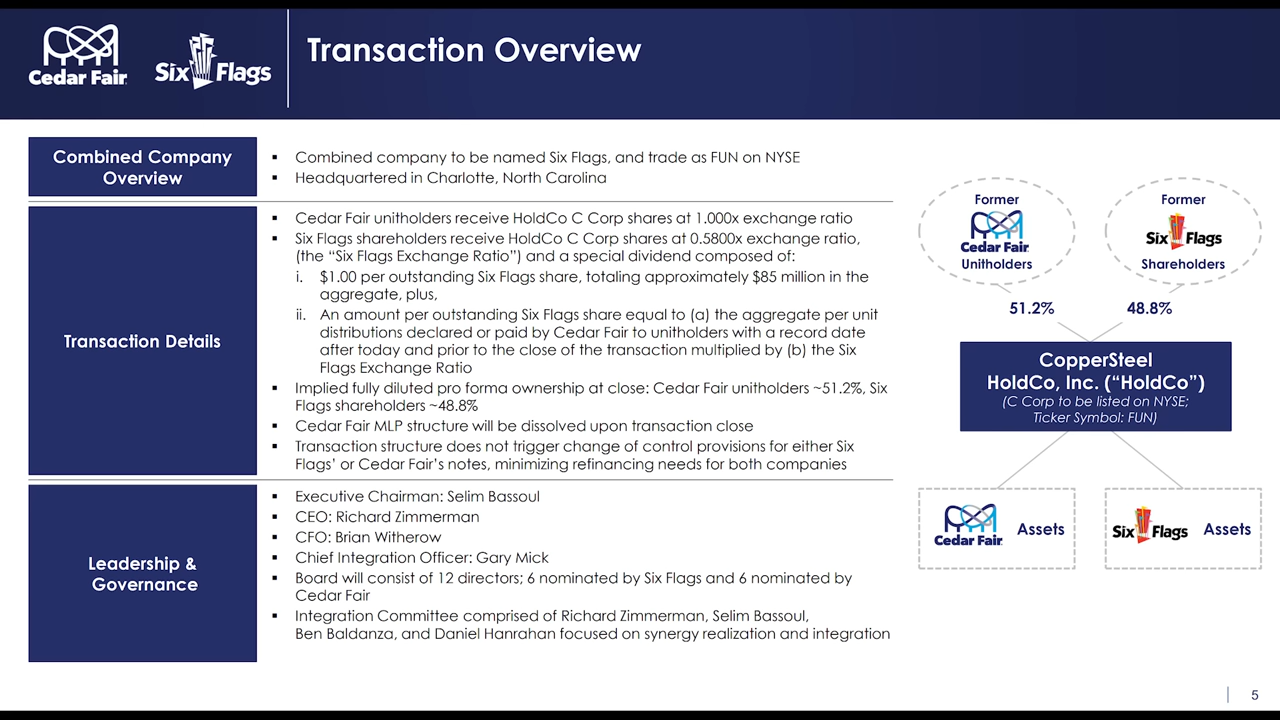 Cedar Fair
Six Flags
Transaction Overview
Combined Company
Overview
▪ Combined company to be named Six Flags, and trade as FUN on NYSE
▪ Headquartered in Charlotte, North Carolina
Transaction Details
▪ Cedar Fair unitholders receive HoldCo C Corp shares at 1.000x exchange ratio
▪ Six Flags shareholders receive HoldCo C Corp shares at 0.5800x exchange ratio,
(the “Six Flags Exchange Ratio”) and a special dividend composed of:
i. $1.00 per outstanding Six Flags share, totaling approximately $85 million in the
aggregate, plus,
ii. An amount per outstanding Six Flags share equal to (a) the aggregate per unit
distributions declared or paid by Cedar Fair to unitholders with a record date
after today and prior to the close of the transaction multiplied by (b) the Six
Flags Exchange Ratio
▪ Implied fully diluted pro forma ownership at close: Cedar Fair unitholders ~51.2%, Six
Flags shareholders ~48.8%
▪ Cedar Fair MLP structure will be dissolved upon transaction close
▪ Transaction structure does not trigger change of control provisions for either Six
Flags’ or Cedar Fair’s notes, minimizing refinancing needs for both companies
Leadership &
Governance
▪ Executive Chairman: Selim Bassoul
▪ CEO: Richard Zimmerman
▪ CFO: Brian Witherow
▪ Chief Integration Officer: Gary Mick
▪ Board will consist of 12 directors; 6 nominated by Six Flags and 6 nominated by
Cedar Fair
▪ Integration Committee comprised of Richard Zimmerman, Selim Bassoul,
Ben Baldanza, and Daniel Hanrahan focused on synergy realization and integration
Former
Cedar Fair
Unitholders
Former
Six Flags
Shareholders
51.2%
48.8%
CopperSteel
HoldCo, Inc. (“HoldCo”)
(C Corp to be listed on NYSE;
Ticker Symbol: FUN)
Cedar Fair Assets
Six Flags Assets
5